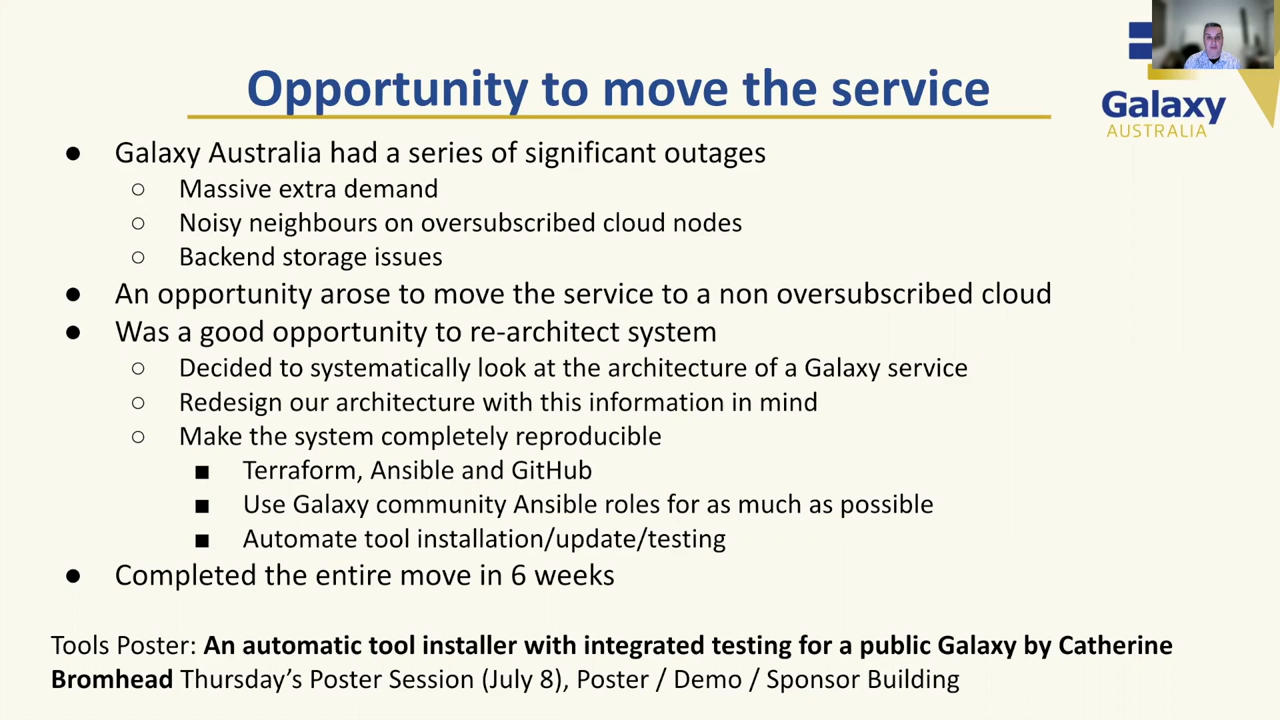 Opportunity to move the service
Galaxy
AUSTRALIA
● Galaxy Australia had a series of significant outages
○ Massive extra demand
○ Noisy neighbours on oversubscribed cloud nodes
○ Backend storage issues
● An opportunity arose to move the service to a non oversubscribed cloud
● Was a good opportunity to re-architect system
○ Decided to systematically look at the architecture of a Galaxy service
○ Redesign our architecture with this information in mind
○ Make the system completely reproducible
■ Terraform, Ansible and GitHub
■ Use Galaxy community Ansible roles for as much as possible
■ Automate tool installation/update/testing
● Completed the entire move in 6 weeks
Tools Poster: An automatic tool installer with integrated testing for a public Galaxy by Catherine
Bromhead Thursday's Poster Session (July 8), Poster / Demo / Sponsor Building